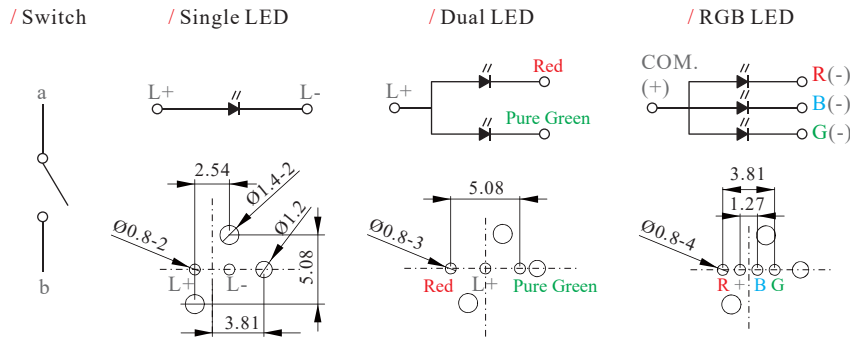 / Switch
/ Single LED
/ Dual LED
/ RGB LED
a
b
L+
L-
2.54
Ø1.4-2
Ø1.2
Ø0.8-2
L+
L-
5.08
3.81
L+
Red
Pure Green
5.08
Ø0.8-3
Red
L+
Pure Green
COM.
(+)
R(-)
B(-)
G(-)
3.81
1.27
Ø0.8-4
R + B G